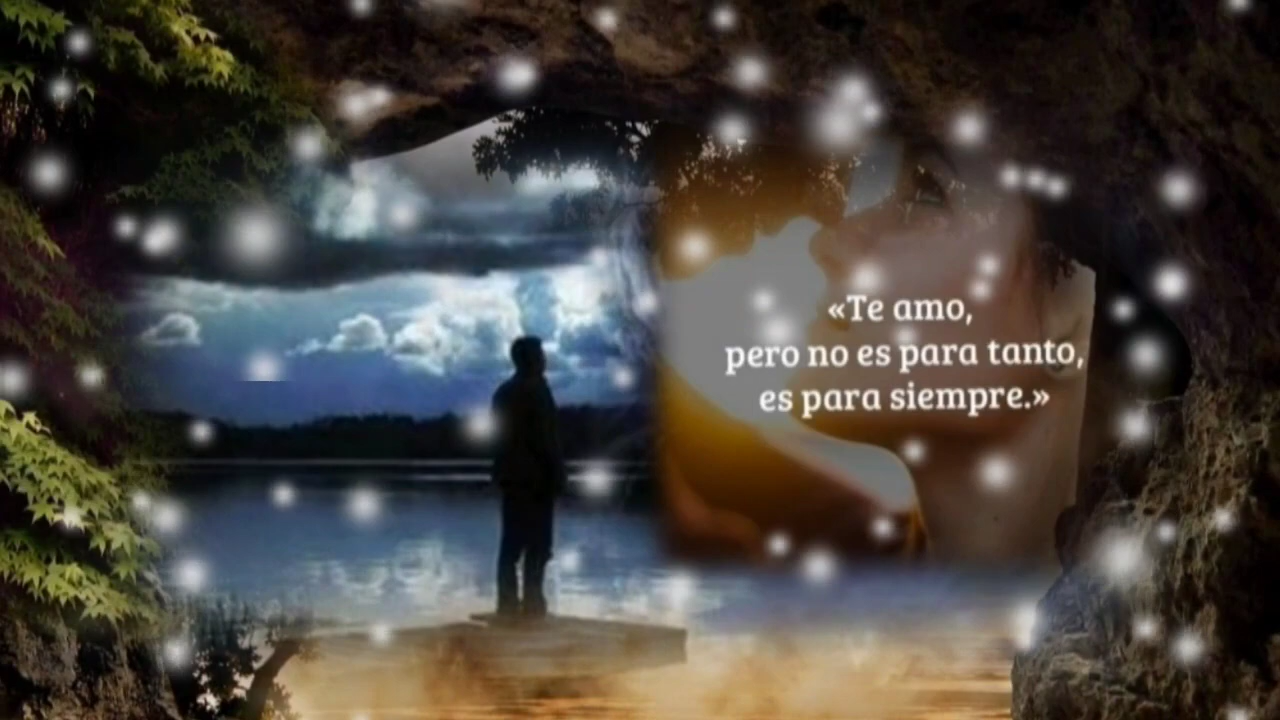 «Te amo,
pero no es para tanto,
es para siempre.»